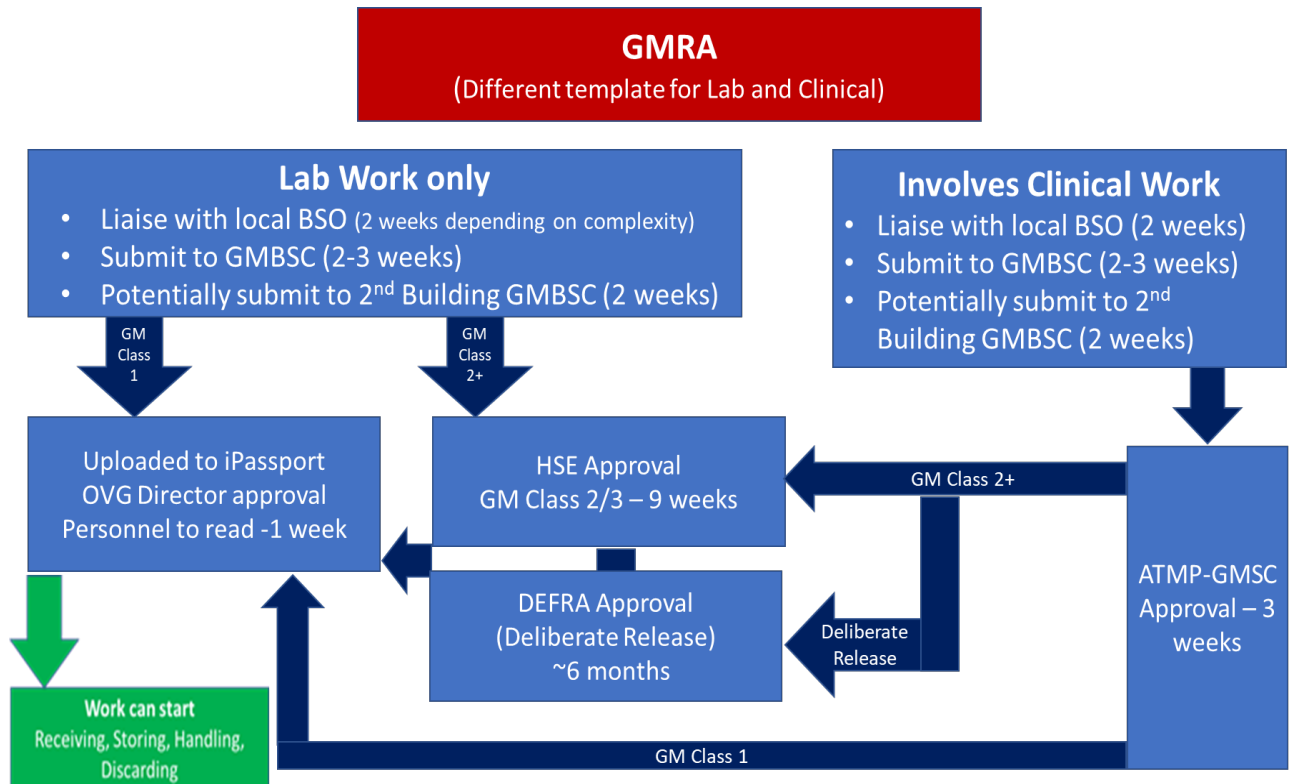 GMRA
(Different template for Lab and Clinical)
Lab Work only
• Liaise with local BSO (2 weeks depending on complexity)
• Submit to GMBSC (2-3 weeks)
• Potentially submit to 2nd Building GMBSC (2 weeks)
Involves Clinical Work
• Liaise with local BSO (2 weeks)
• Submit to GMBSC (2-3 weeks)
• Potentially submit to 2nd
Building GMBSC (2 weeks)
GM
Class
1
GM
Class
2+
Uploaded to iPassport
OVG Director approval
Personnel to read -1 week
HSE Approval
GM Class 2/3 – 9 weeks
GM Class 2+
ATMP-GMSC
Approval – 3
weeks
DEFRA Approval
(Deliberate Release)
~6 months
Deliberate
Release
Work can start
Receiving, Storing, Handling,
Discarding
GM Class 1